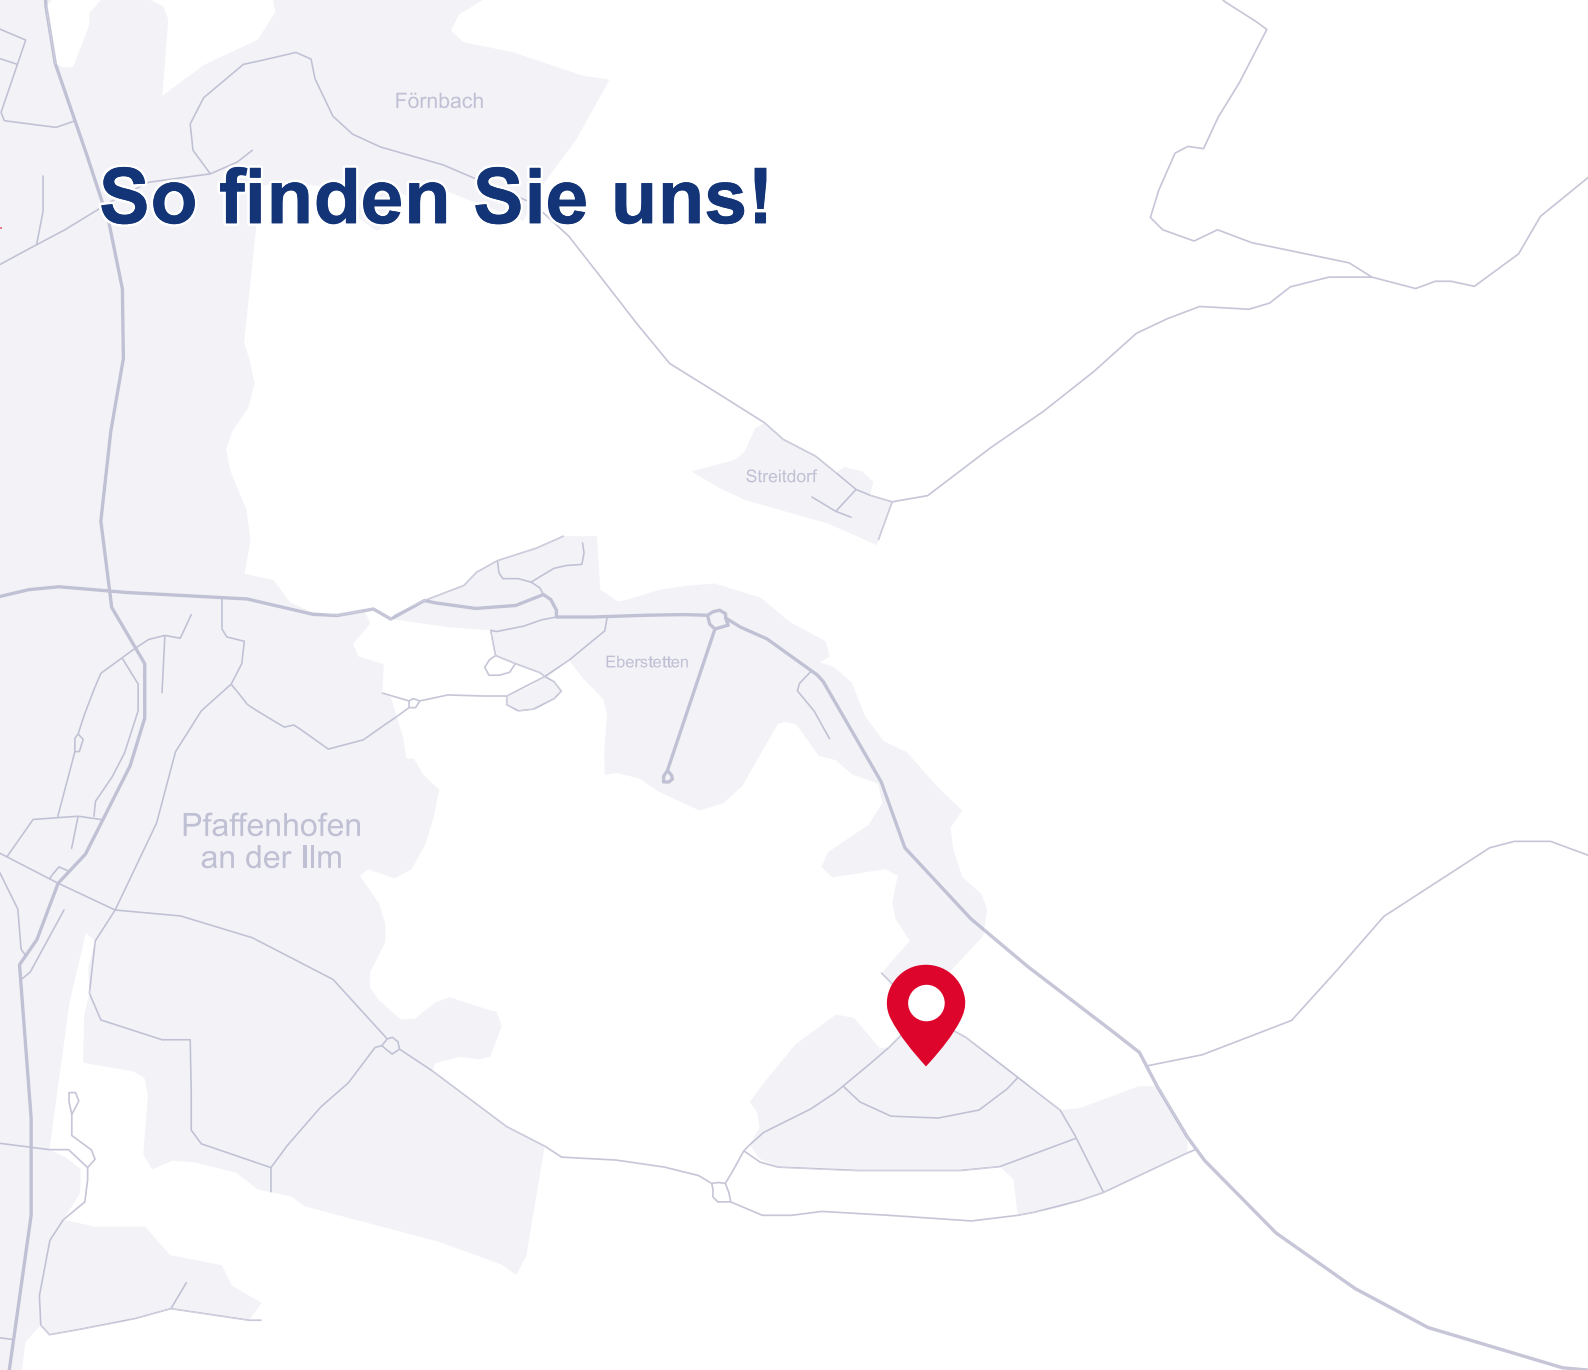 Förnbach
So finden Sie uns!
Streitdorf
Eberstetten
Pfaffenhofen
an der Ilm